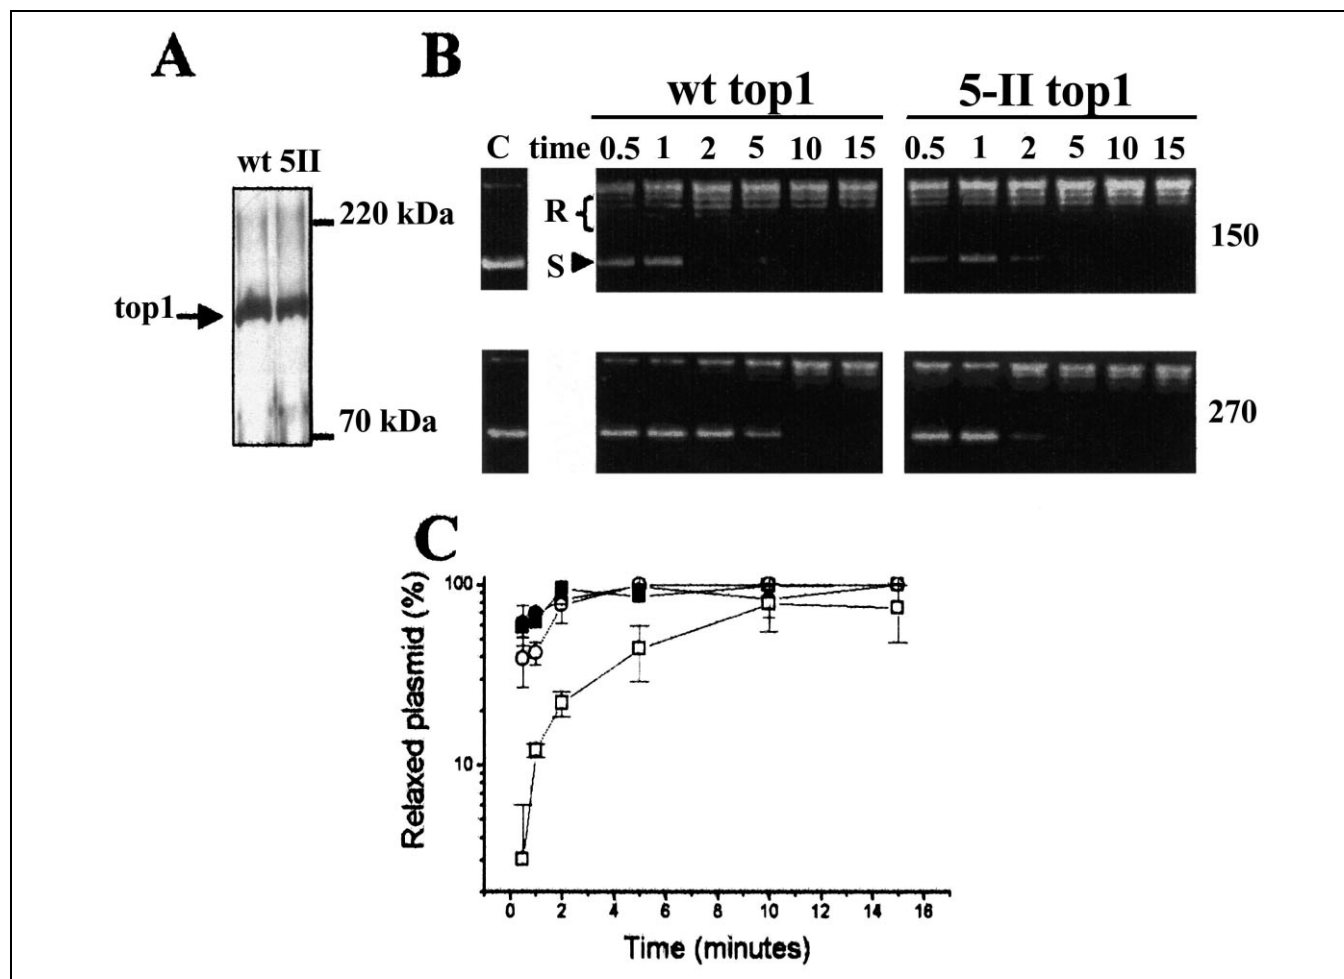 A
B
wt top1
5-II top1
wt 5II
C
time
0.5 1 2 5 10 15
0.5 1 2 5 10 15
220 kDa
R
S
150
top1
70 kDa
270
C
Relaxed plasmid (%)
100
10
0 2 4 6 8 10 12 14 16
Time (minutes)